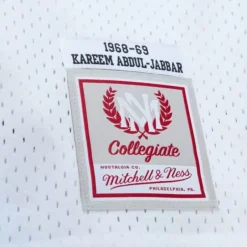 1968-69
KAREEM ABDUL-JABBAR
Collegiate
NOSTALGIA CO.
Mitchell & Ness
PHILADELPHIA, PA.